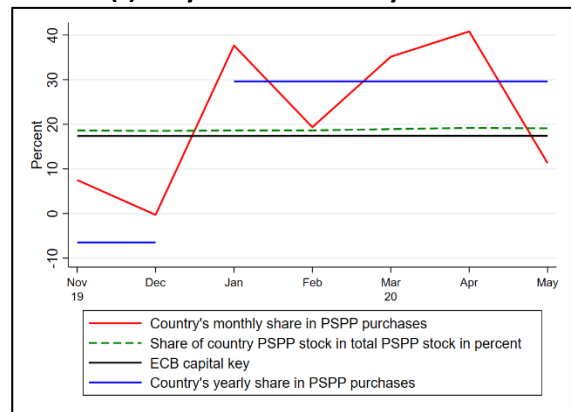 40
30
20
10
0
-10
Percent
Nov
19
Dec
Jan
Feb
Mar
20
Apr
May
Country's monthly share in PSPP purchases
Share of country PSPP stock in total PSPP stock in percent
ECB capital key
Country's yearly share in PSPP purchases